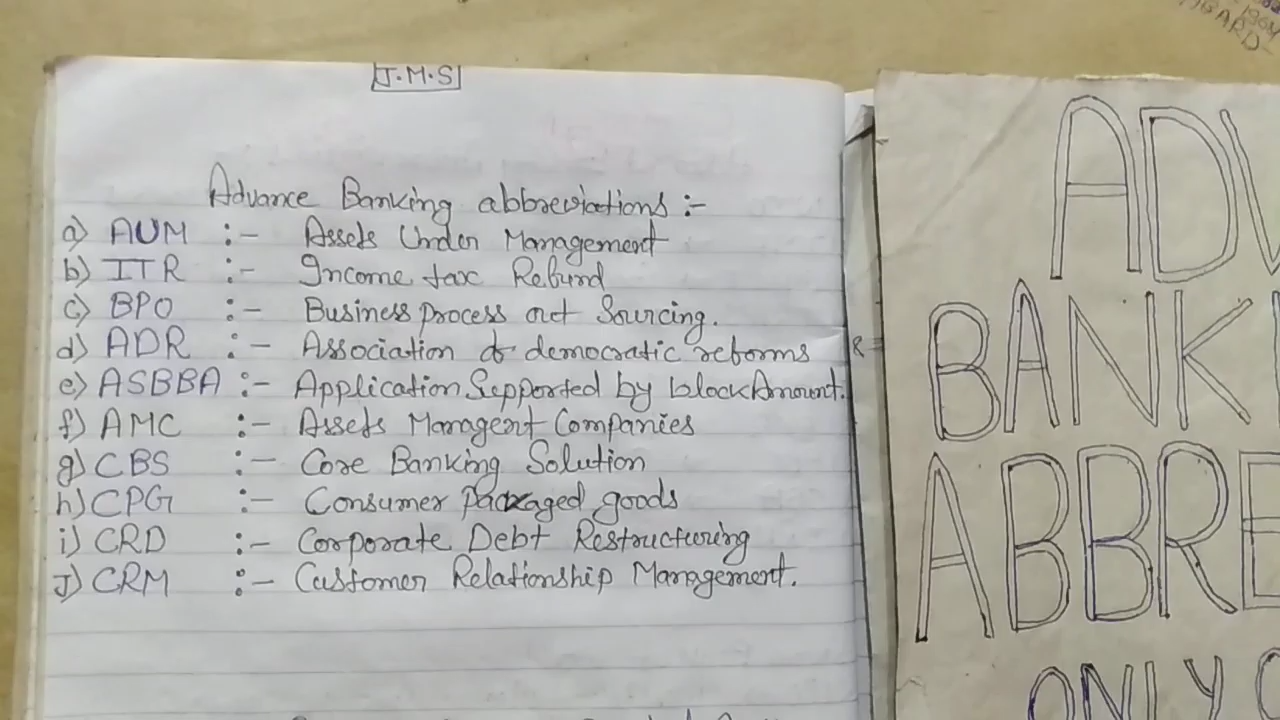 J.M.S
Advance Banking abbreviations :-
a) AUM :- Assets Under Management
b) ITR :- Income tax Refund
c) BPO :- Business process out Sourcing.
d) ADR :- Association of democratic reforms
e) ASBBA :- Application Supported by block Amount.
f) AMC :- Assets Managent Companies
g) CBS :- Core Banking Solution
h) CPG :- Consumer packaged goods
i) CRD :- Corporate Debt Restructuring
J) CRM :- Customer Relationship Management.
R
ADV
BANKI
ABBRE
ONLY